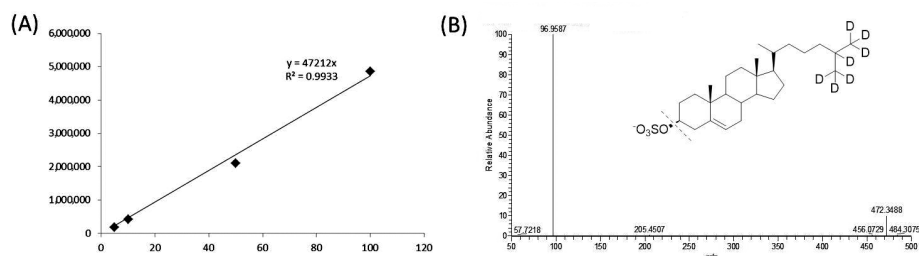 (A)
6,000,000
5,000,000
4,000,000
3,000,000
2,000,000
1,000,000
0
0 20 40 60 80 100 120
y = 47212x
R² = 0.9933
(B)
Relative Abundance
100
90
80
70
60
50
40
30
20
10
0
50 100 150 200 250 300 350 400 450 500
96.9587
57.7218
205.4507
456.0729
472.3488
484.3075
⁻O₃SO
D
D
D
D
D
D
D